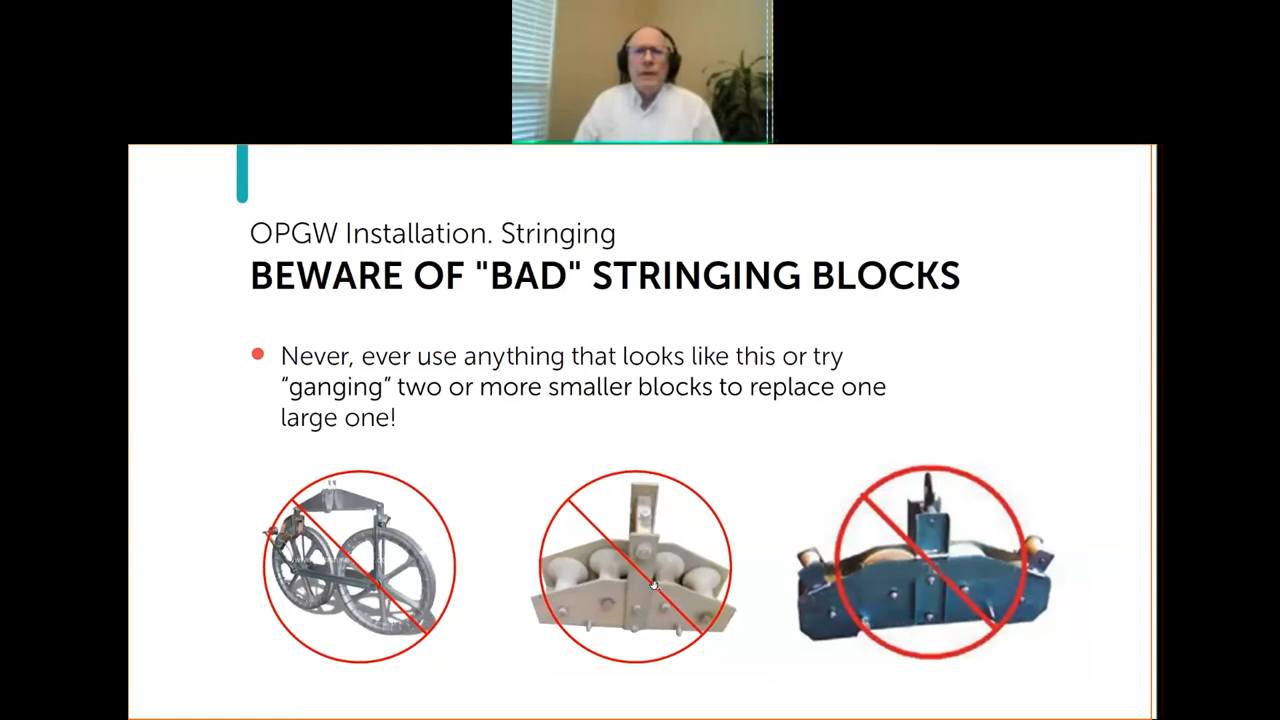 OPGW Installation. Stringing
BEWARE OF "BAD" STRINGING BLOCKS
Never, ever use anything that looks like this or try
“ganging” two or more smaller blocks to replace one
large one!